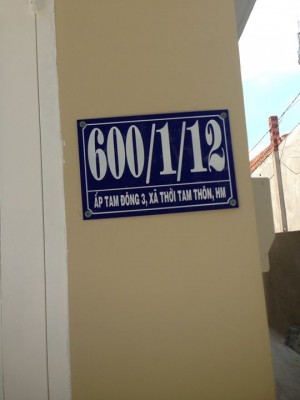 600/1/12
ẤP TAM ĐÔNG 3, XÃ THỚI TAM THÔN, HM